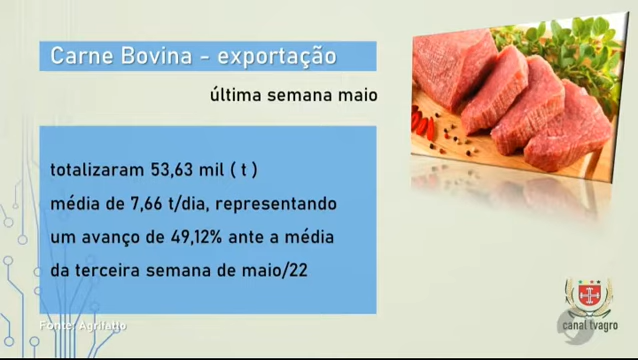 Carne Bovina - exportação
última semana maio
totalizaram 53,63 mil ( t )
média de 7,66 t/dia, representando
um avanço de 49,12% ante a média
da terceira semana de maio/22
Fonte: Agrifatto
canal tvagro